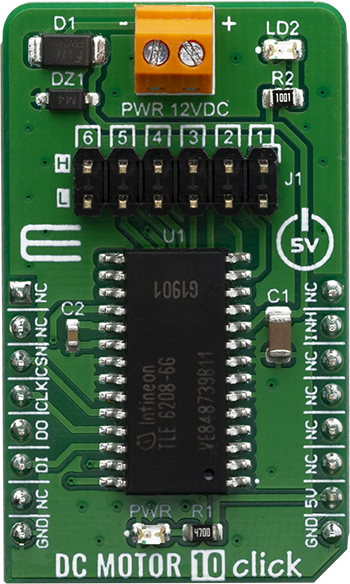 D1 - + LD2
DZ1 R2
1001
PWR 12VDC
6 5 4 3 2 1
H
L
J1
U1
5V
G1901
C2 C1
Infineon
TLE 6208-6G
VE848739B11
NC
NC
CSN
CLK
DO
DI
NC
GND
NC
INH
NC
NC
NC
NC
5V
GND
PWR R1
4700
DC MOTOR 10 click